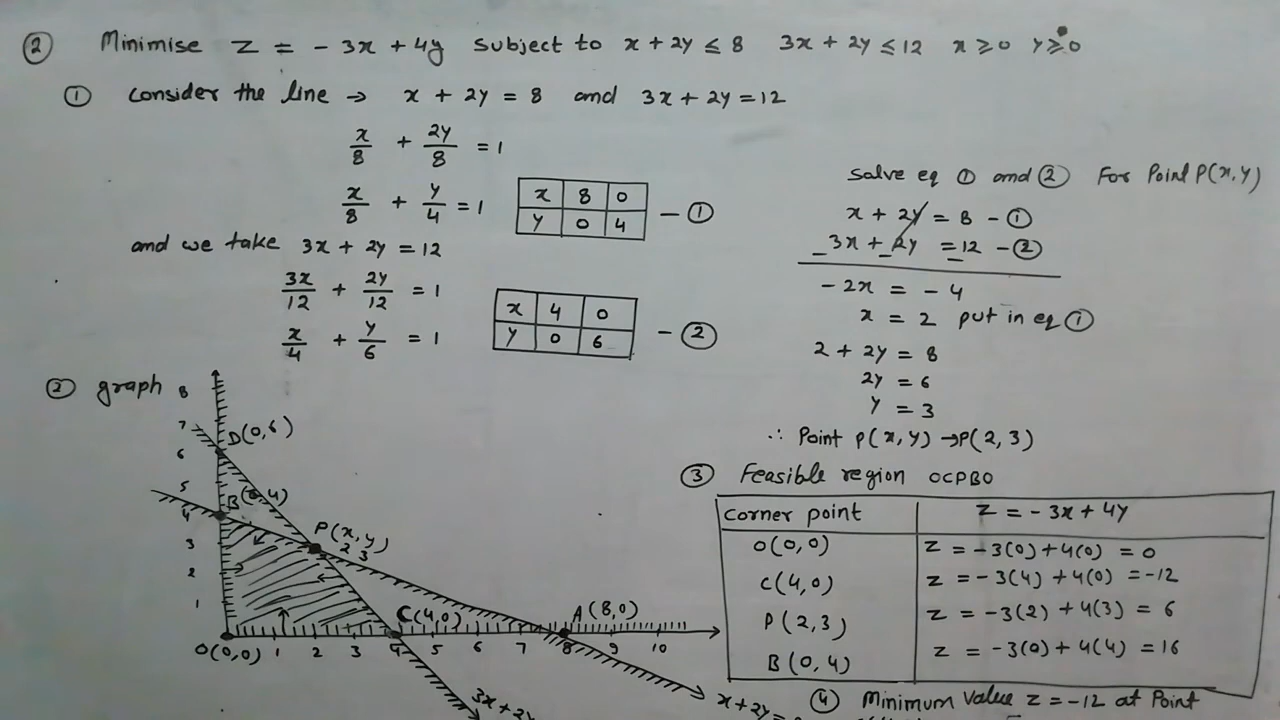 ② Minimise Z = - 3x + 4y subject to x + 2y ≤ 8 3x + 2y ≤ 12 x ≥ 0 y ≥ 0
① consider the line → x + 2y = 8 and 3x + 2y = 12
x/8 + 2y/8 = 1
x/8 + y/4 = 1
x 8 0
y 0 4
- ①
and we take 3x + 2y = 12
3x/12 + 2y/12 = 1
x/4 + y/6 = 1
x 4 0
y 0 6
- ②
Solve eq ① and ② For Point P(x,y)
x + 2y = 8 - ①
3x + 2y = 12 - ②
- - -
- 2x = - 4
x = 2 put in eq ①
2 + 2y = 8
2y = 6
y = 3
∴ Point P(x,y) → P(2,3)
② graph
8
7
6
5
4
3
2
1
D(0,6)
B(0,4)
P(x,y)
2 3
C(4,0)
A(8,0)
O(0,0) 1 2 3 4 5 6 7 8 9 10
3x + 2y
x + 2y =
③ Feasible region OCPBO
Corner point Z = - 3x + 4y
O(0,0) Z = -3(0) + 4(0) = 0
C(4,0) Z = -3(4) + 4(0) = -12
P(2,3) Z = -3(2) + 4(3) = 6
B(0,4) Z = -3(0) + 4(4) = 16
④ Minimum Value Z = -12 at Point